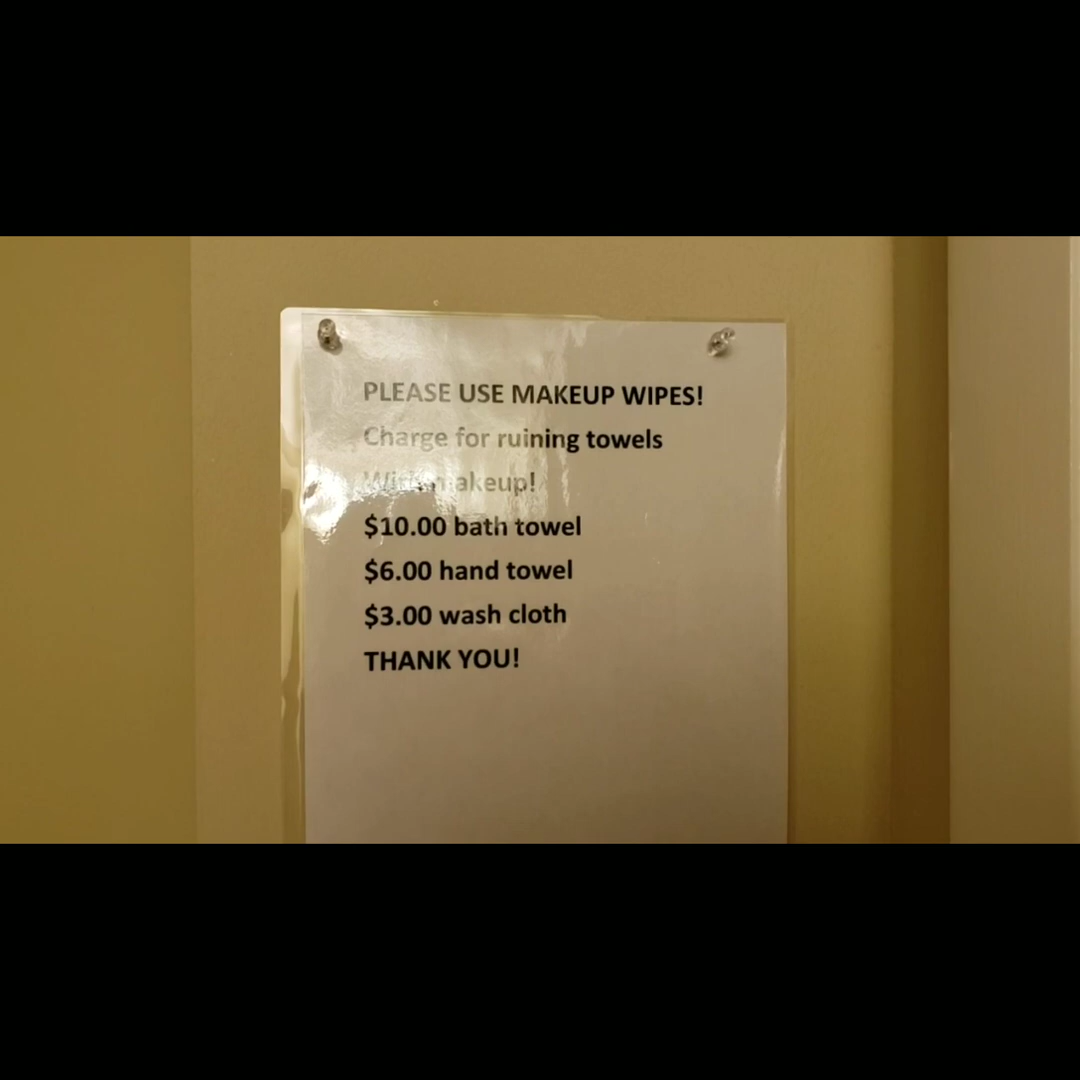 PLEASE USE MAKEUP WIPES!
Charge for ruining towels
With makeup!
$10.00 bath towel
$6.00 hand towel
$3.00 wash cloth
THANK YOU!